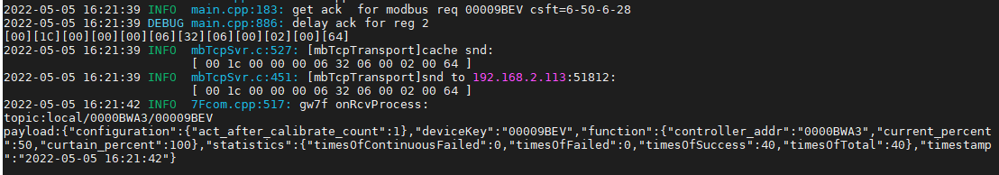 2022-05-05 16:21:39 INFO  main.cpp:183: get ack  for modbus req 00009BEV csft=6-50-6-28
2022-05-05 16:21:39 DEBUG main.cpp:886: delay ack for reg 2
[00][1C][00][00][00][06][32][06][00][02][00][64]
2022-05-05 16:21:39 INFO  mbTcpSvr.c:527: [mbTcpTransport]cache snd:
[ 00 1c 00 00 00 06 32 06 00 02 00 64 ]
2022-05-05 16:21:39 INFO  mbTcpSvr.c:451: [mbTcpTransport]snd to 192.168.2.113:51812:
[ 00 1c 00 00 00 06 32 06 00 02 00 64 ]
2022-05-05 16:21:42 INFO  7Fcom.cpp:517: gw7f onRcvProcess:
topic:local/0000BWA3/00009BEV
payload:{"configuration":{"act_after_calibrate_count":1},"deviceKey":"00009BEV","function":{"controller_addr":"0000BWA3","current_percent
":50,"curtain_percent":100},"statistics":{"timesOfContinuousFailed":0,"timesOfFailed":0,"timesOfSuccess":40,"timesOfTotal":40},"timestamp
":"2022-05-05 16:21:42"}